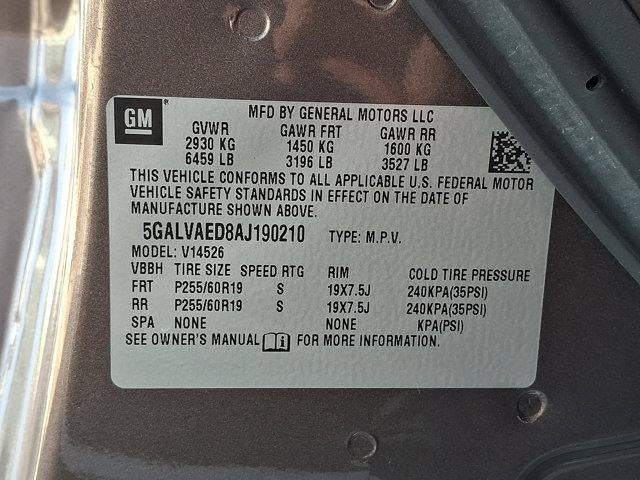 GM®
MFD BY GENERAL MOTORS LLC
GVWR GAWR FRT GAWR RR
2930 KG 1450 KG 1600 KG
6459 LB 3196 LB 3527 LB
THIS VEHICLE CONFORMS TO ALL APPLICABLE U.S. FEDERAL MOTOR
VEHICLE SAFETY STANDARDS IN EFFECT ON THE DATE OF
MANUFACTURE SHOWN ABOVE.
5GALVAED8AJ190210 TYPE: M.P.V.
MODEL: V14526
VBBH TIRE SIZE SPEED RTG RIM COLD TIRE PRESSURE
FRT P255/60R19 S 19X7.5J 240KPA(35PSI)
RR P255/60R19 S 19X7.5J 240KPA(35PSI)
SPA NONE NONE KPA(PSI)
SEE OWNER'S MANUAL i FOR MORE INFORMATION.